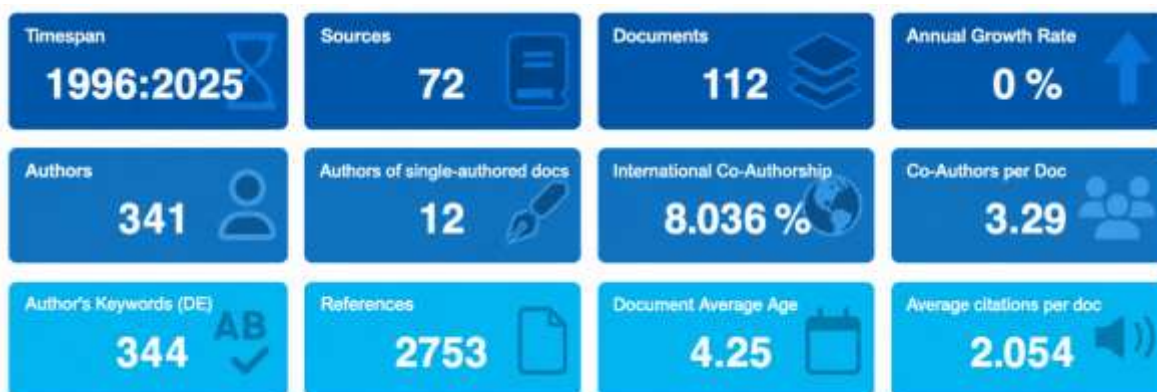 Timespan
1996:2025
Sources
72
Documents
112
Annual Growth Rate
0 %
Authors
341
Authors of single-authored docs
12
International Co-Authorship
8.036 %
Co-Authors per Doc
3.29
Author's Keywords (DE)
344
AB
References
2753
Document Average Age
4.25
Average citations per doc
2.054